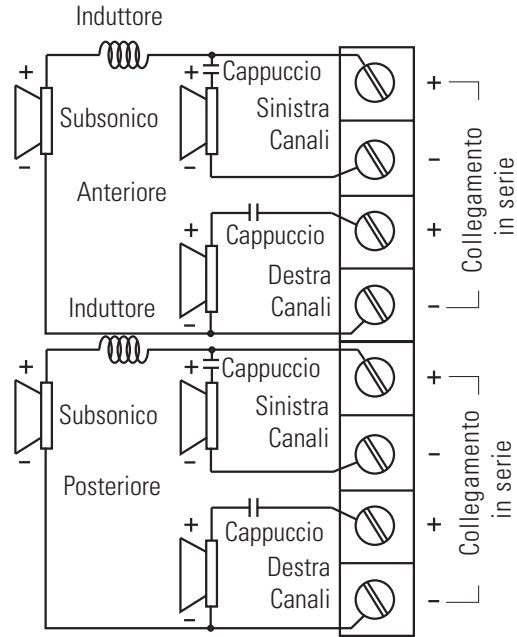 Induttore
+
+
Cappuccio
+
Subsonico
Sinistra
Canali
-
-
-
Anteriore
+
Cappuccio
+
Destra
Canali
-
-
Collegamento
in serie
Induttore
+
+
Cappuccio
+
Subsonico
Sinistra
Canali
-
-
-
Posteriore
+
Cappuccio
+
Destra
Canali
-
-
Collegamento
in serie